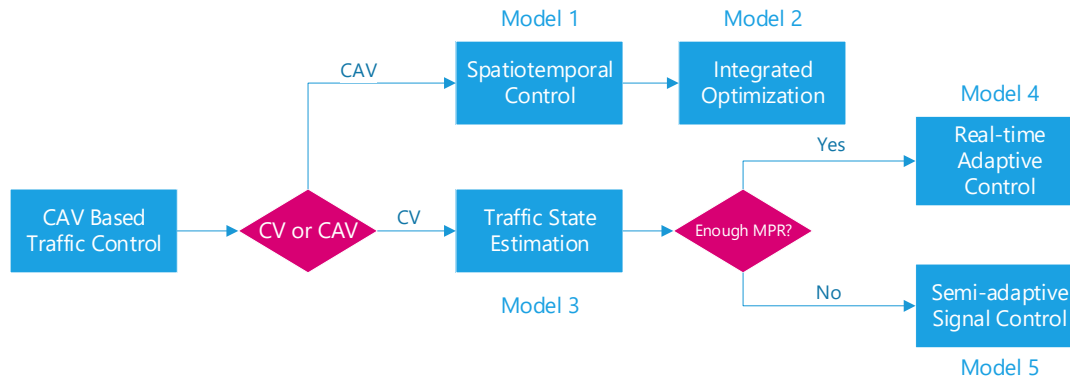 Model 1
Model 2
CAV
Spatiotemporal
Control
Integrated
Optimization
Model 4
Yes
Real-time
Adaptive
Control
CAV Based
Traffic Control
CV or CAV
CV
Traffic State
Estimation
Enough MPR?
Model 3
No
Semi-adaptive
Signal Control
Model 5